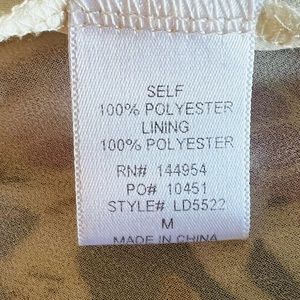 SELF
100% POLYESTER
LINING
100% POLYESTER
RN# 144954
PO# 10451
STYLE# LD5522
M
MADE IN CHINA